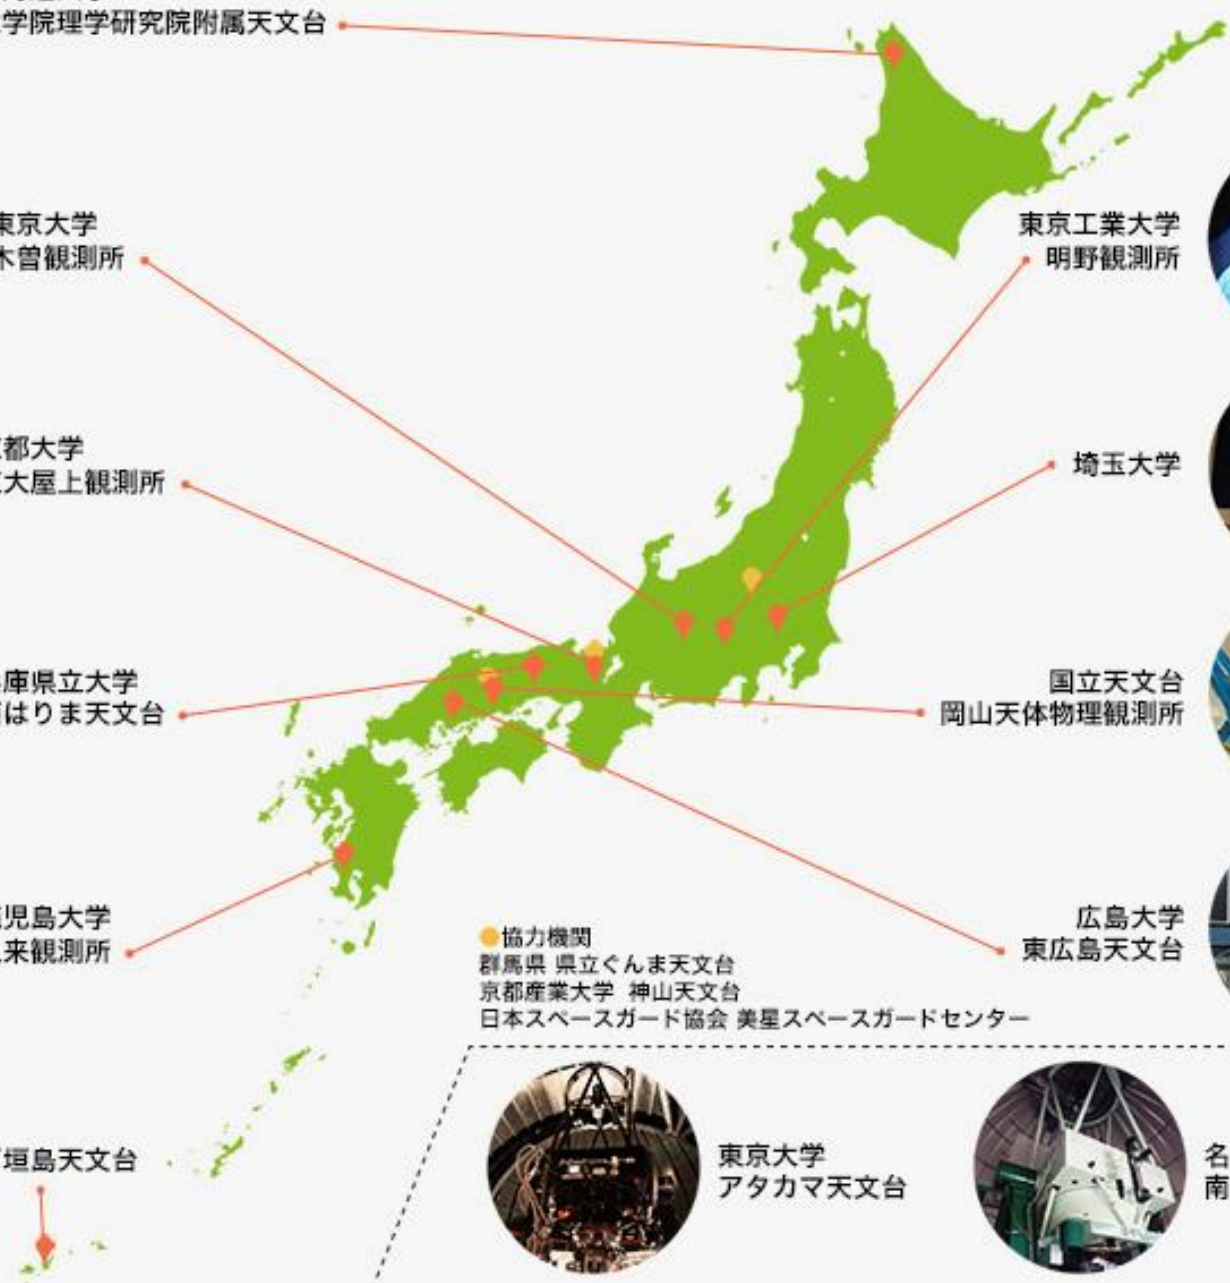 学院理学研究院附属天文台
東京大学
木曽観測所
東京工業大学
明野観測所
都大学
大屋上観測所
埼玉大学
庫県立大学
はりま天文台
国立天文台
岡山天体物理観測所
児島大学
来観測所
広島大学
東広島天文台
協力機関
群馬県 県立ぐんま天文台
京都産業大学 神山天文台
日本スペースガード協会 美星スペースガードセンター
垣島天文台
東京大学
アタカマ天文台
名
南